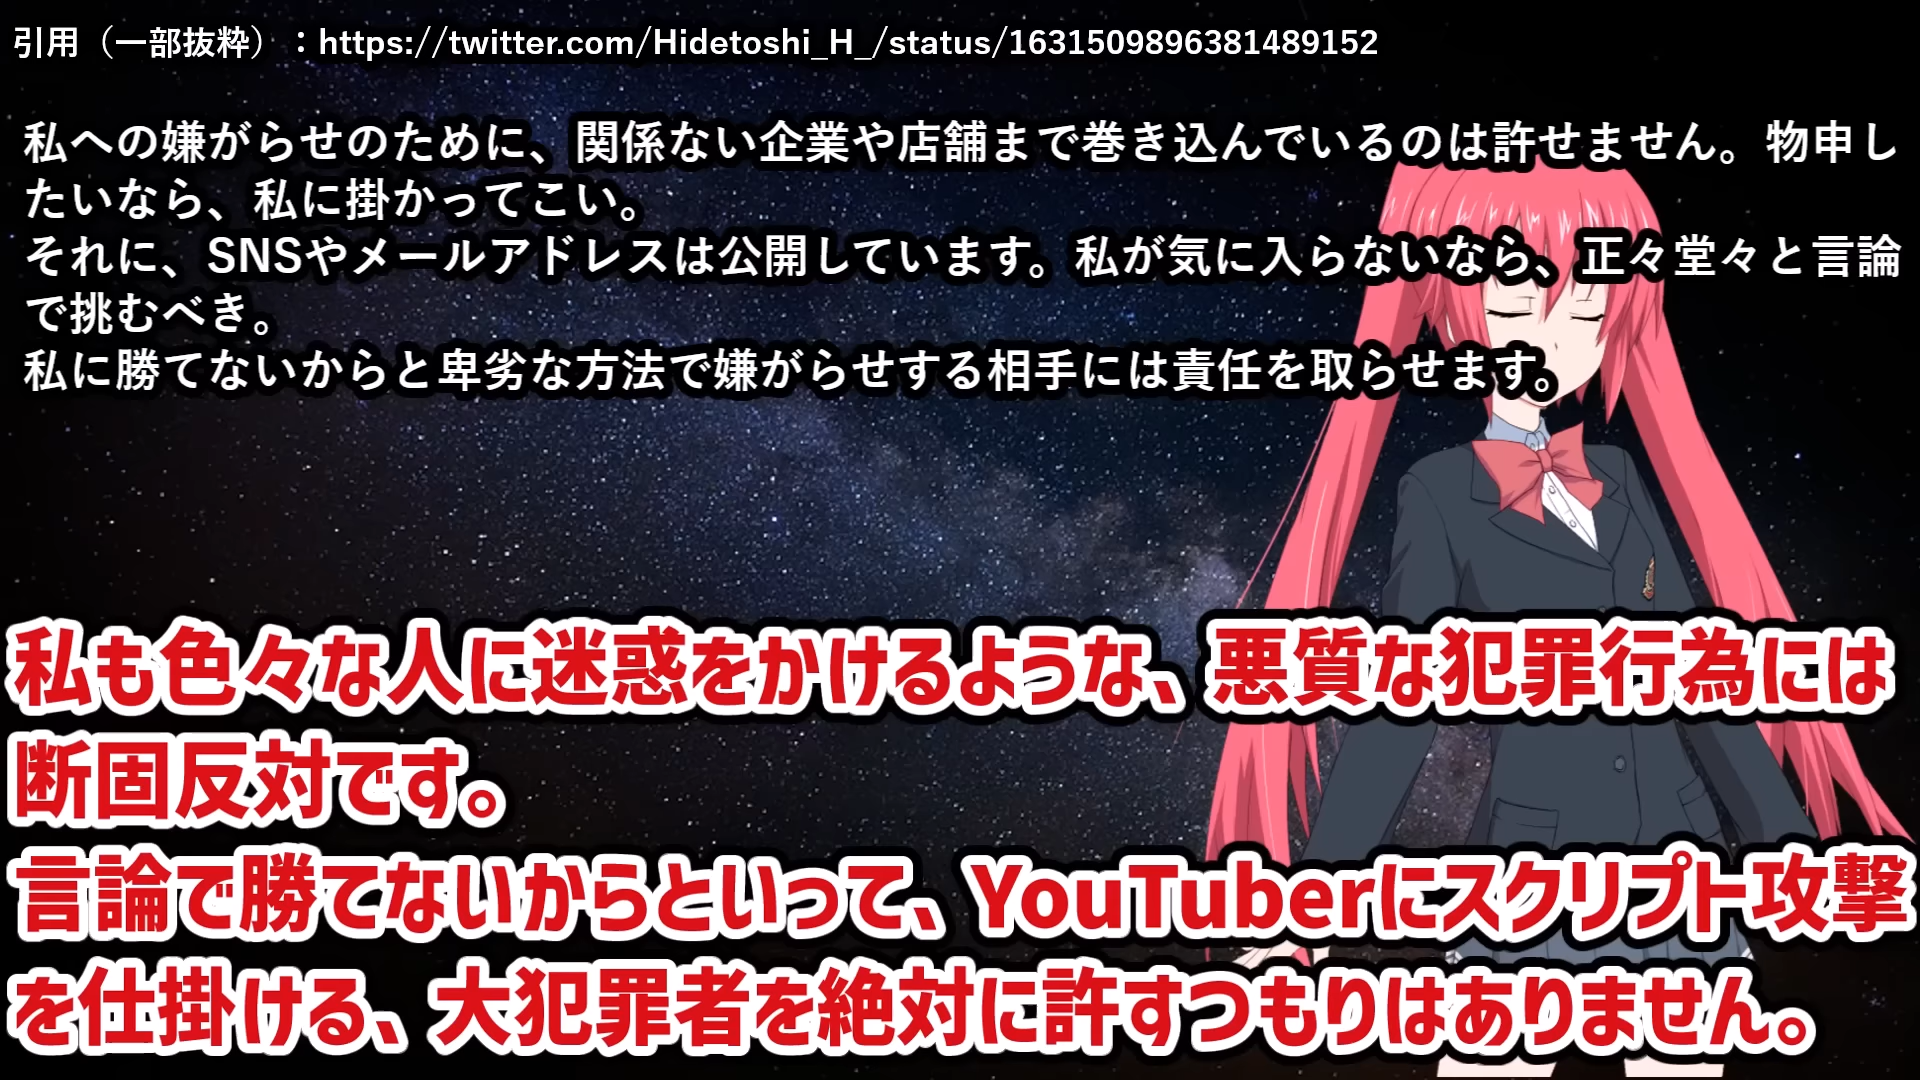 引用（一部抜粋）：https://twitter.com/Hidetoshi_H_/status/1631509896381489152
私への嫌がらせのために、関係ない企業や店舗まで巻き込んでいるのは許せません。物申し
たいなら、私に掛かってこい。
それに、SNSやメールアドレスは公開しています。私が気に入らないなら、正々堂々と言論
で挑むべき。
私に勝てないからと卑劣な方法で嫌がらせする相手には責任を取らせます。
私も色々な人に迷惑をかけるような、悪質な犯罪行為には
断固反対です。
言論で勝てないからといって、YouTuberにスクリプト攻撃
を仕掛ける、大犯罪者を絶対に許すつもりはありません。